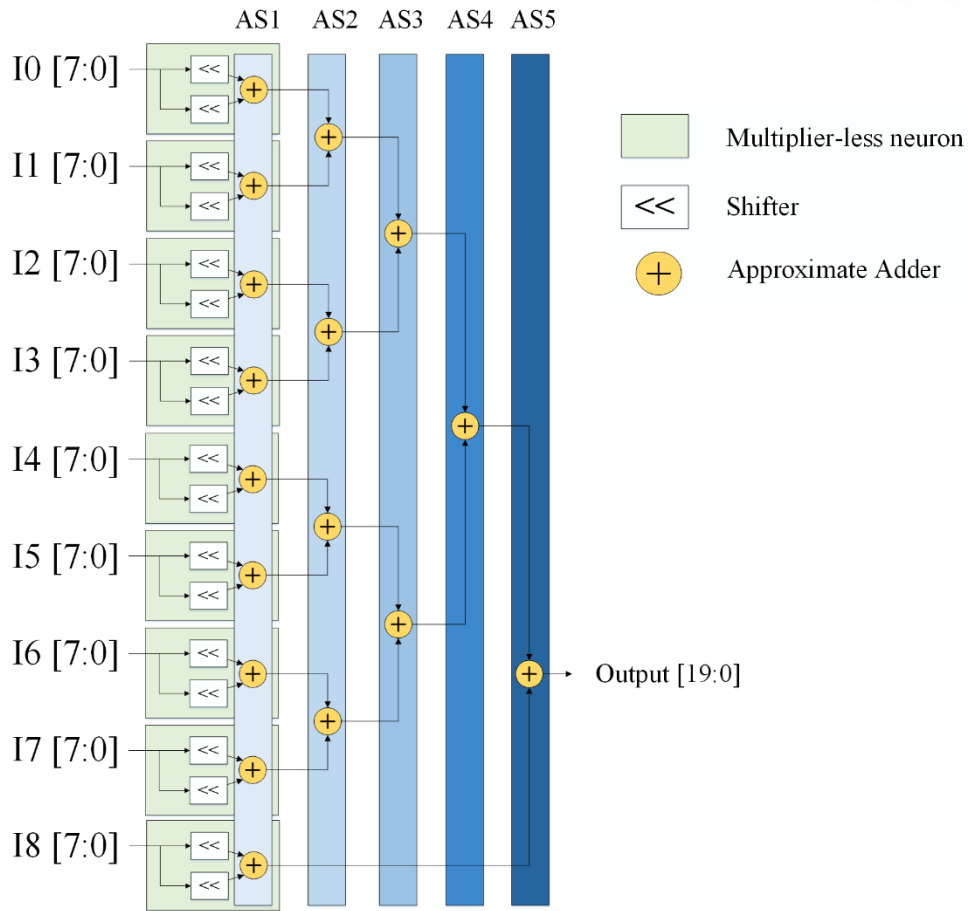 AS1 AS2 AS3 AS4 AS5
I0 [7:0]
<<
<<
+
I1 [7:0]
<<
<<
+
I2 [7:0]
<<
<<
+
I3 [7:0]
<<
<<
+
I4 [7:0]
<<
<<
+
I5 [7:0]
<<
<<
+
I6 [7:0]
<<
<<
+
I7 [7:0]
<<
<<
+
I8 [7:0]
<<
<<
+
+
+
+
+
+
+
+
+
Output [19:0]
Multiplier-less neuron
<< Shifter
+ Approximate Adder